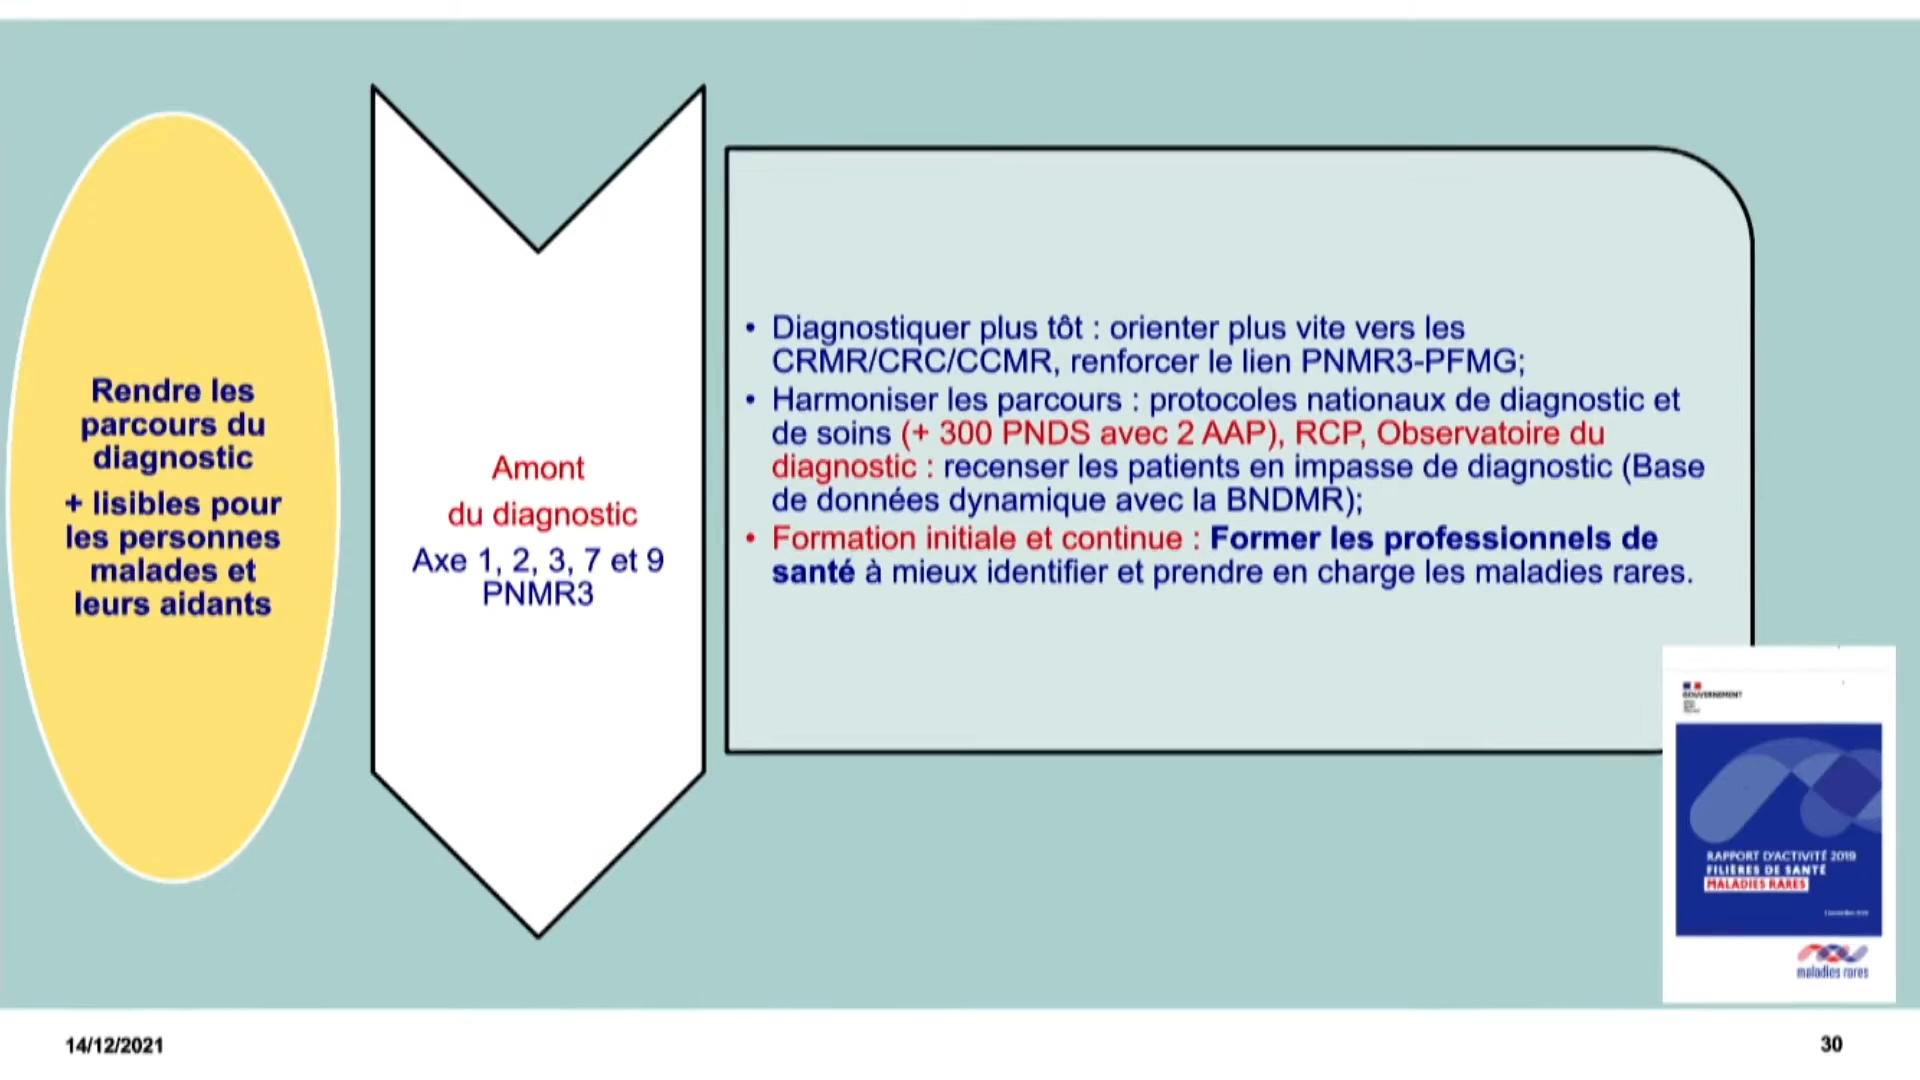 Rendre les
parcours du
diagnostic
+ lisibles pour
les personnes
malades et
leurs aidants
Amont
du diagnostic
Axe 1, 2, 3, 7 et 9
PNMR3
• Diagnostiquer plus tôt : orienter plus vite vers les
CRMR/CRC/CCMR, renforcer le lien PNMR3-PFMG;
• Harmoniser les parcours : protocoles nationaux de diagnostic et
de soins (+ 300 PNDS avec 2 AAP), RCP, Observatoire du
diagnostic : recenser les patients en impasse de diagnostic (Base
de données dynamique avec la BNDMR);
• Formation initiale et continue : Former les professionnels de
santé à mieux identifier et prendre en charge les maladies rares.
GOUVERNEMENT
RAPPORT D'ACTIVITÉ 2019
FILIÈRES DE SANTÉ
MALADIES RARES
maladies rares
14/12/2021
30